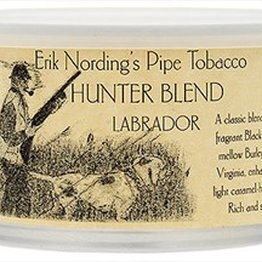 Erik Nording's Pipe Tobacco
HUNTER BLEND
LABRADOR
A classic blend
fragrant Black
mellow Burley
Virginia, enha
light caramel-h
Rich and s